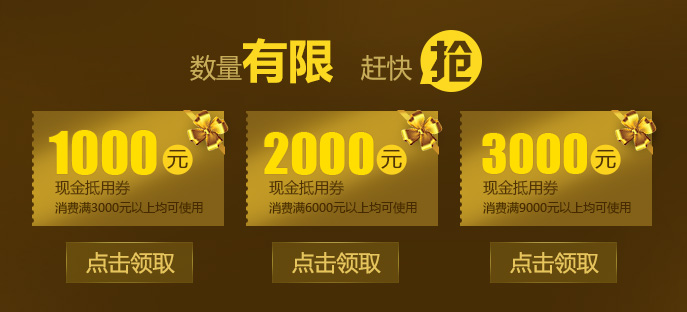 数量有限 赶快抢
1000元
现金抵用券
消费满3000元以上均可使用
点击领取
2000元
现金抵用券
消费满6000元以上均可使用
点击领取
3000元
现金抵用券
消费满9000元以上均可使用
点击领取